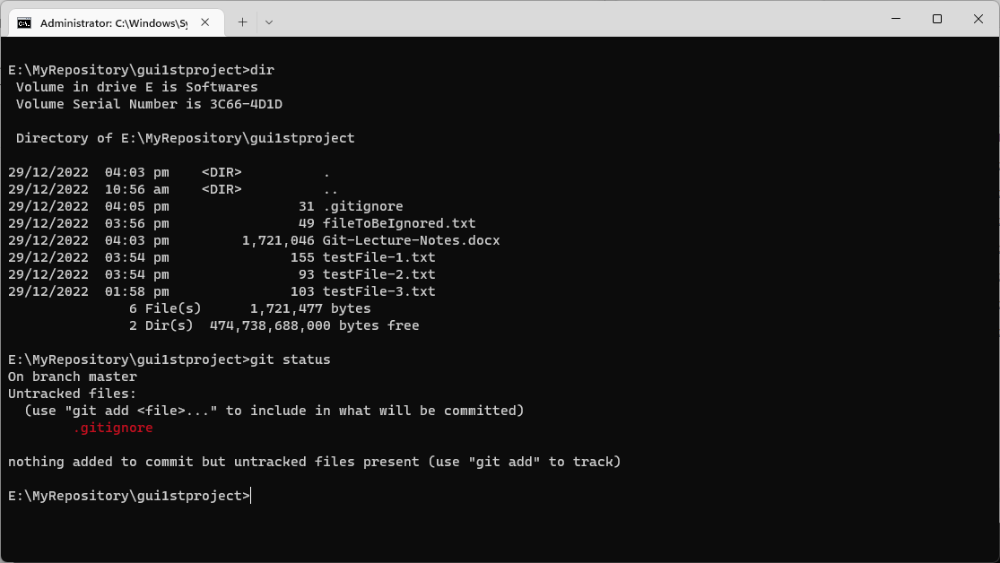 Administrator: C:\Windows\Sy
E:\MyRepository\gui1stproject>dir
Volume in drive E is Softwares
Volume Serial Number is 3C66-4D1D
Directory of E:\MyRepository\gui1stproject
29/12/2022  04:03 pm    <DIR>          .
29/12/2022  10:56 am    <DIR>          ..
29/12/2022  04:05 pm                31 .gitignore
29/12/2022  03:56 pm                49 fileToBeIgnored.txt
29/12/2022  04:03 pm         1,721,046 Git-Lecture-Notes.docx
29/12/2022  03:54 pm               155 testFile-1.txt
29/12/2022  03:54 pm                93 testFile-2.txt
29/12/2022  01:58 pm               103 testFile-3.txt
6 File(s)      1,721,477 bytes
2 Dir(s)  474,738,688,000 bytes free
E:\MyRepository\gui1stproject>git status
On branch master
Untracked files:
(use "git add <file>..." to include in what will be committed)
.gitignore
nothing added to commit but untracked files present (use "git add" to track)
E:\MyRepository\gui1stproject>